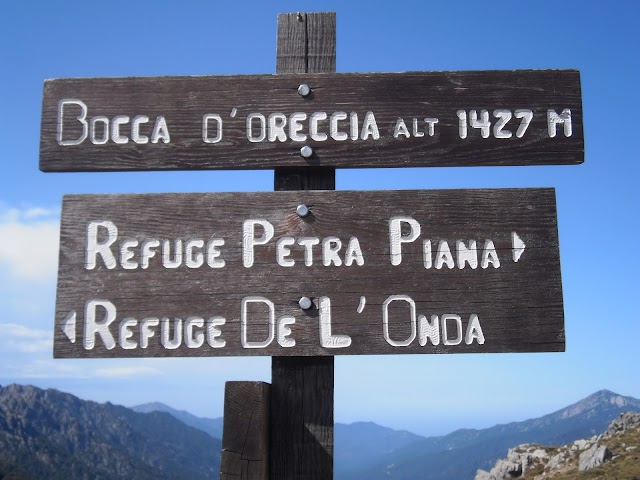 BOCCA D'ORECCIA ALT 1427 M
REFUGE PETRA PIANA
REFUGE DE L'ONDA